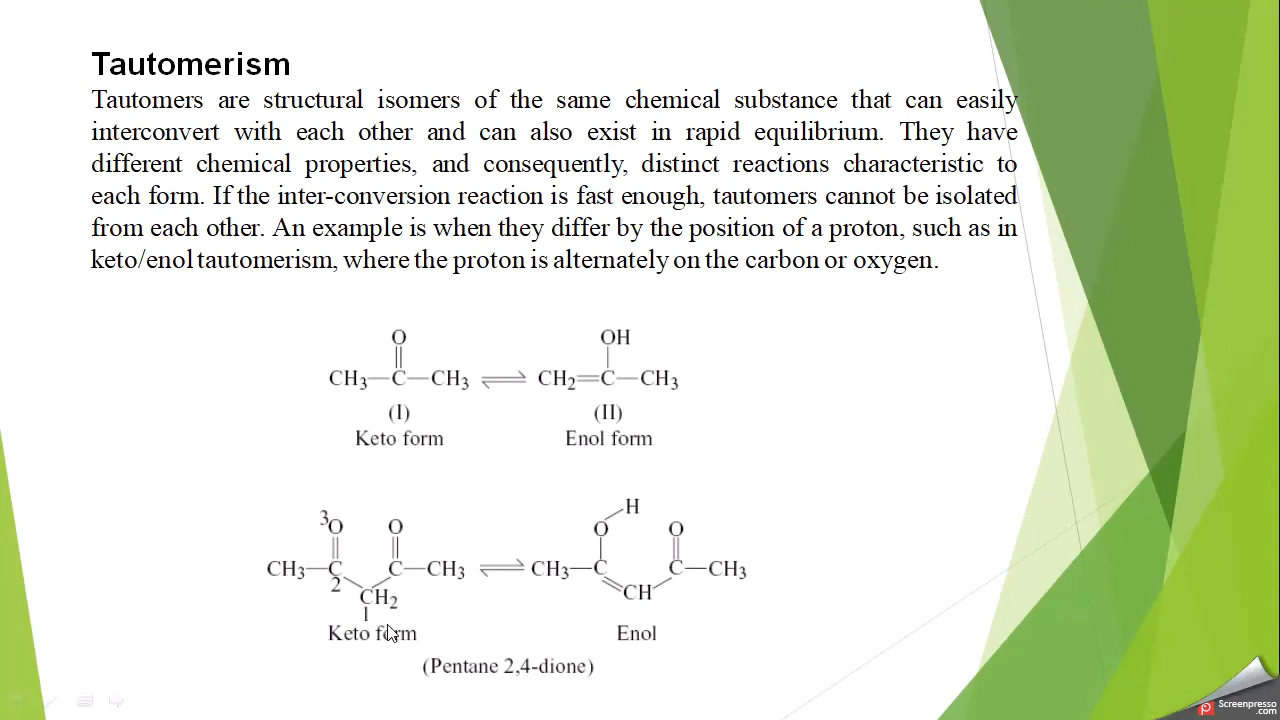 Tautomerism
Tautomers are structural isomers of the same chemical substance that can easily
interconvert with each other and can also exist in rapid equilibrium. They have
different chemical properties, and consequently, distinct reactions characteristic to
each form. If the inter-conversion reaction is fast enough, tautomers cannot be isolated
from each other. An example is when they differ by the position of a proton, such as in
keto/enol tautomerism, where the proton is alternately on the carbon or oxygen.
O OH
CH3—C—CH3 ⇌ CH2=C—CH3
(I) (II)
Keto form Enol form
H
3O O O O
CH3—C C—CH3 ⇌ CH3—C C—CH3
2 CH2 CH
1
Keto form Enol
(Pentane 2,4-dione)
Screenpresso
.com